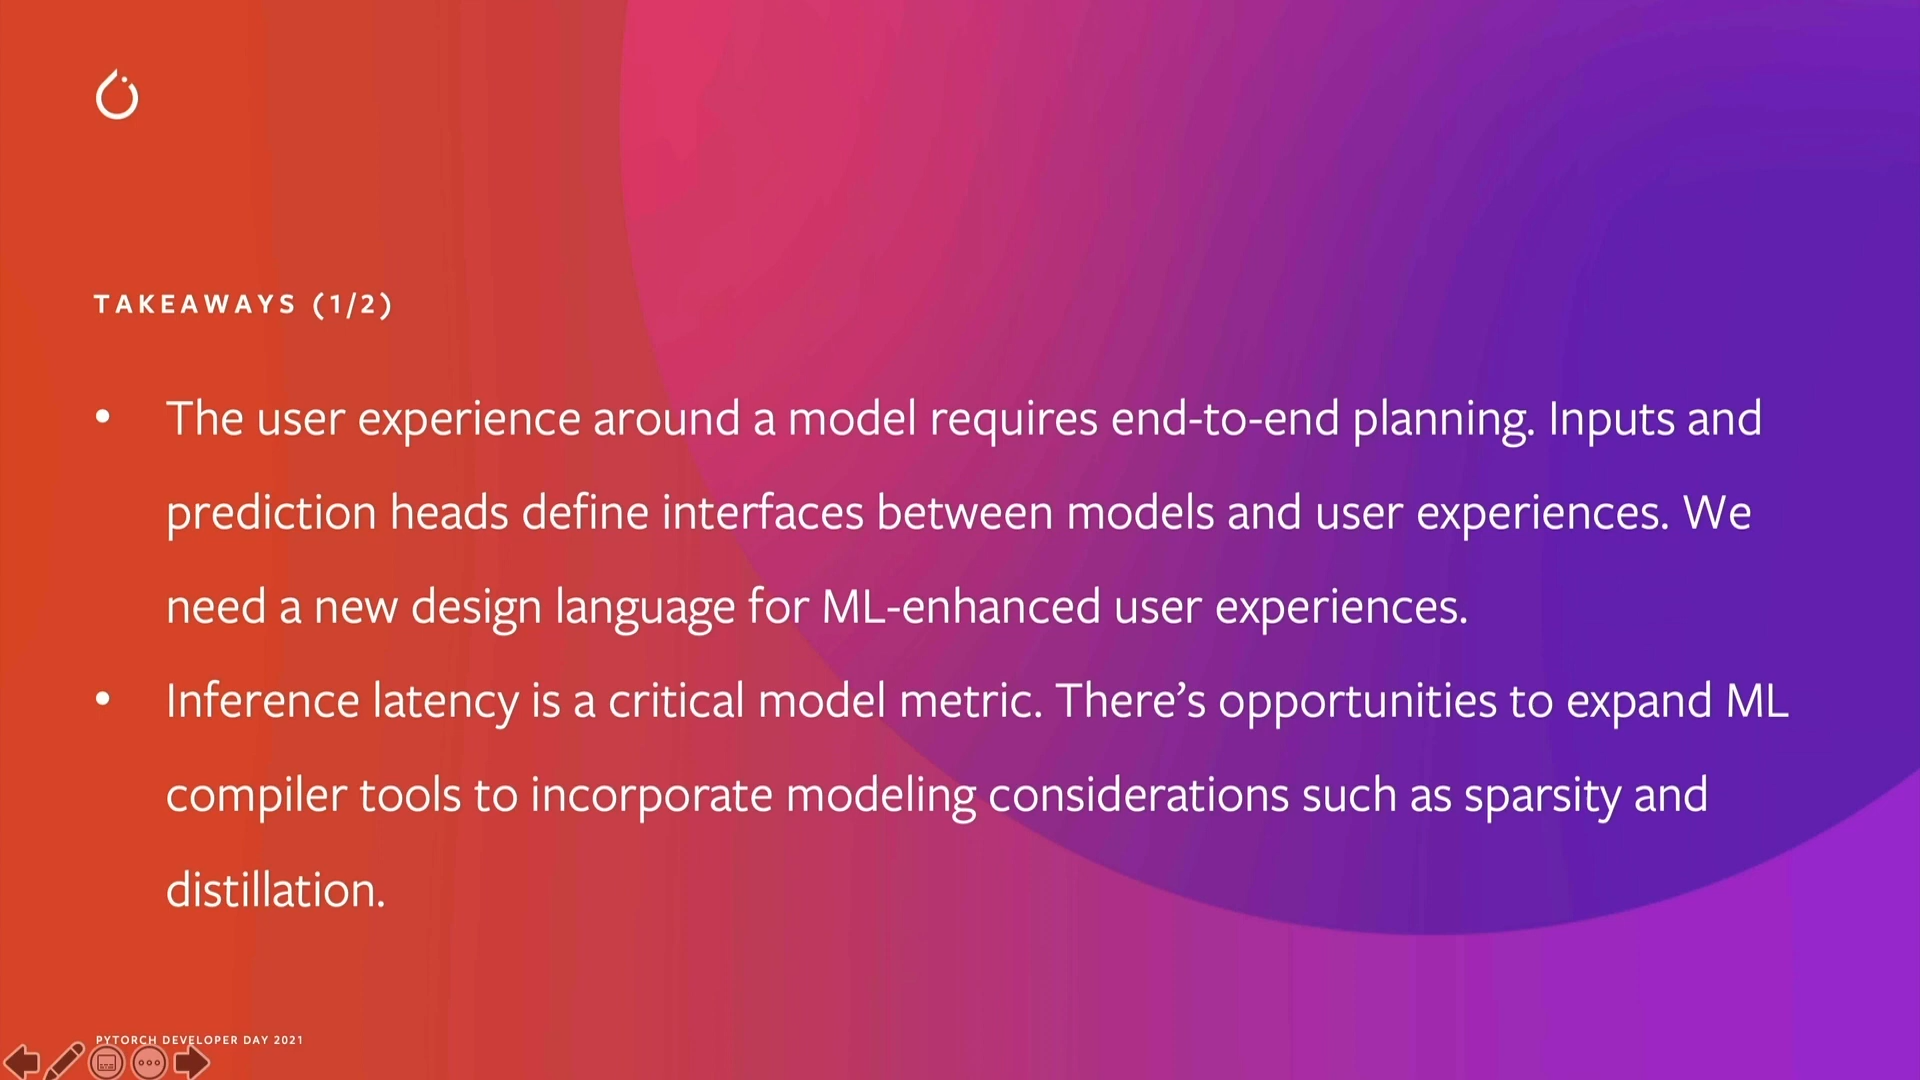 TAKEAWAYS (1/2)
• The user experience around a model requires end-to-end planning. Inputs and
prediction heads define interfaces between models and user experiences. We
need a new design language for ML-enhanced user experiences.
• Inference latency is a critical model metric. There’s opportunities to expand ML
compiler tools to incorporate modeling considerations such as sparsity and
distillation.
PYTORCH DEVELOPER DAY 2021